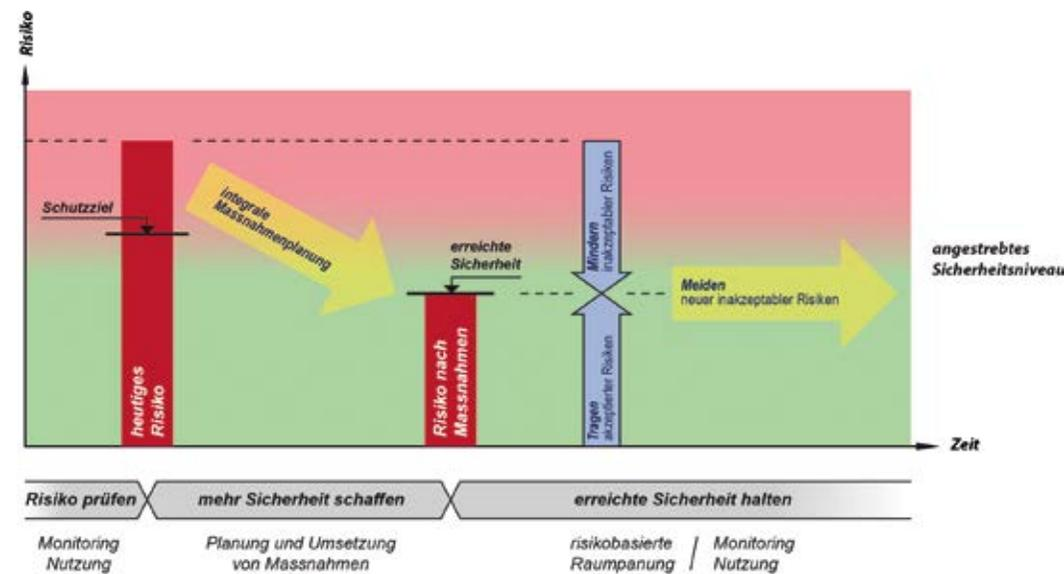 Risiko
Schutzziel
integrale
Massnahmenplanung
erreichte
Sicherheit
heutiges
Risiko
Risiko nach
Massnahmen
Mindern
inakzeptabler Risiken
Tragen
akzeptierter Risiken
Meiden
neuer inakzeptabler Risiken
angestrebtes
Sicherheitsniveau
Zeit
Risiko prüfen
mehr Sicherheit schaffen
erreichte Sicherheit halten
Monitoring
Nutzung
Planung und Umsetzung
von Massnahmen
risikobasierte
Raumpanung
/
Monitoring
Nutzung